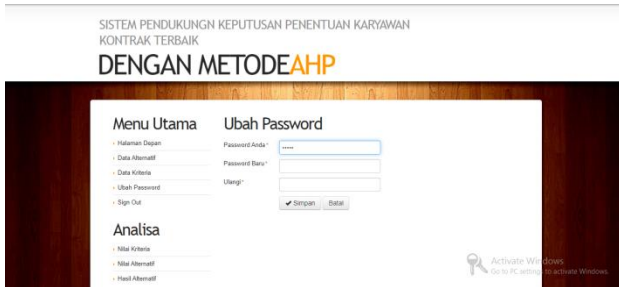 SISTEM PENDUKUNGN KEPUTUSAN PENENTUAN KARYAWAN
KONTRAK TERBAIK
DENGAN METODEAHP
Menu Utama
Halaman Depan
Data Alternatif
Data Kriteria
Ubah Password
Sign Out
Analisa
Nilai Kriteria
Nilai Alternatif
Hasil Alternatif
Ubah Password
Password Anda *
Password Baru *
Ulangi *
Simpan Batal
Activate Windows
Go to PC settings to activate Windows.